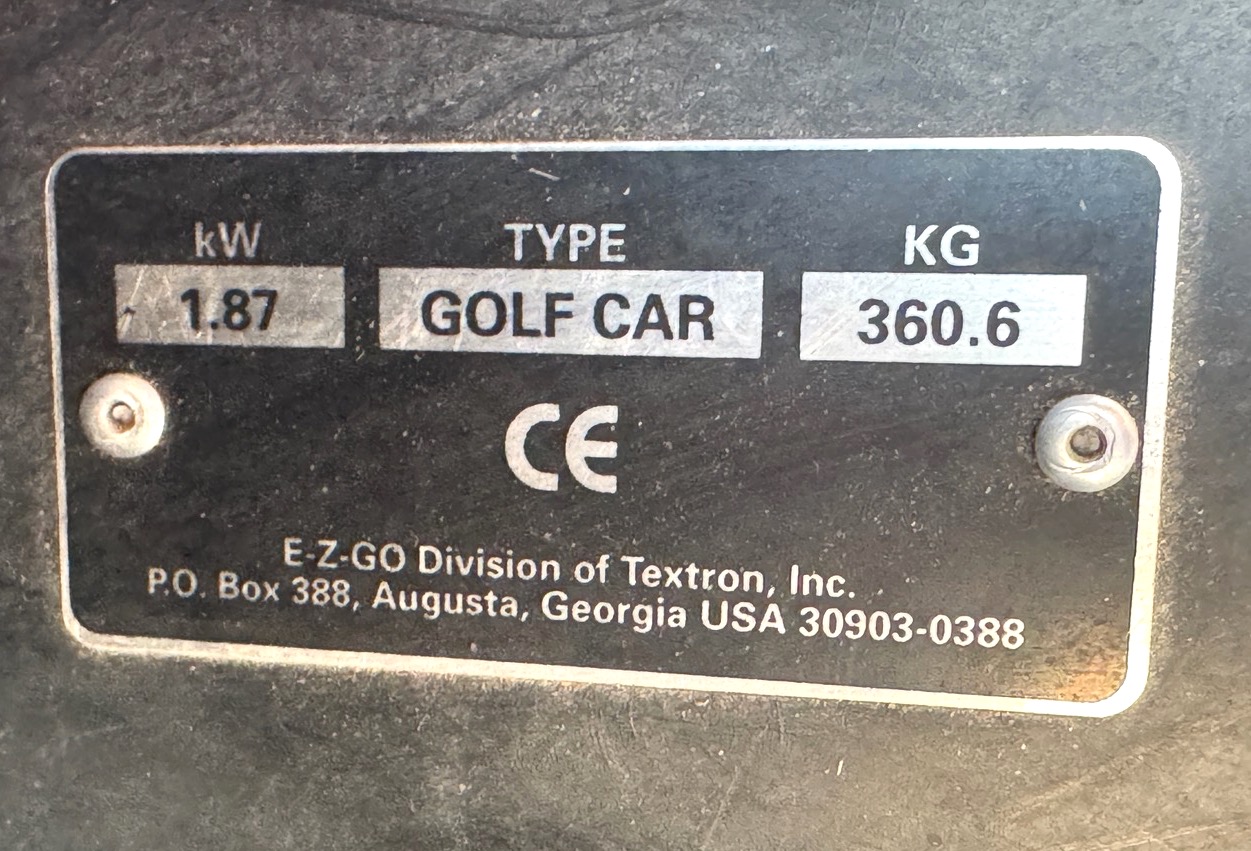 kW TYPE KG
1.87 GOLF CAR 360.6
CE
E-Z-GO Division of Textron, Inc.
P.O. Box 388, Augusta, Georgia USA 30903-0388